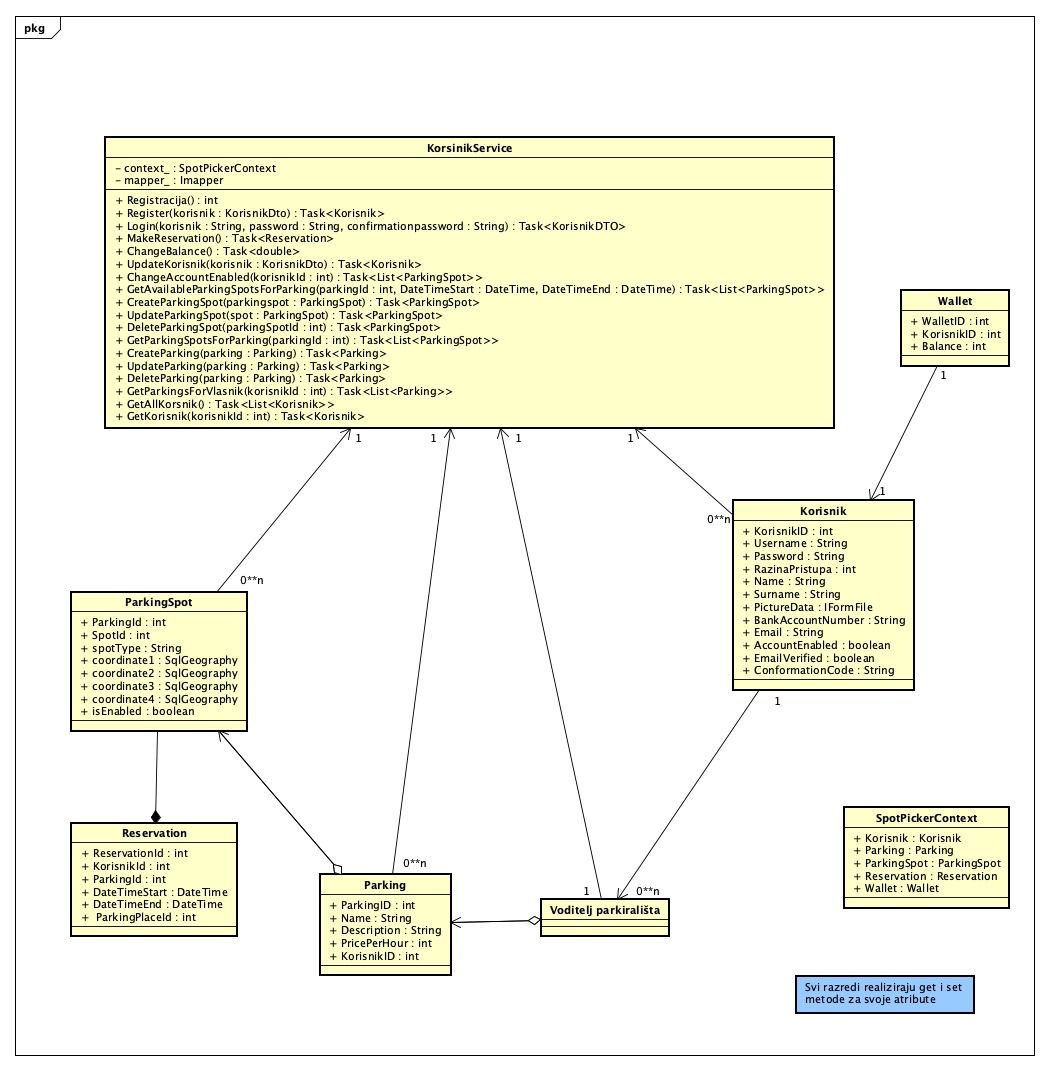 pkg
KorsinikService
– context_ : SpotPickerContext
– mapper_ : Imapper
+ Registracija() : int
+ Register(korisnik : KorisnikDto) : Task<Korisnik>
+ Login(korisnik : String, password : String, confirmationpassword : String) : Task<KorisnikDTO>
+ MakeReservation() : Task<Reservation>
+ ChangeBalance() : Task<double>
+ UpdateKorisnik(korisnik : KorisnikDto) : Task<Korisnik>
+ ChangeAccountEnabled(korisnikId : int) : Task<List<ParkingSpot>>
+ GetAvailableParkingSpotsForParking(parkingId : int, DateTimeStart : DateTime, DateTimeEnd : DateTime) : Task<List<ParkingSpot>>
+ CreateParkingSpot(parkingspot : ParkingSpot) : Task<ParkingSpot>
+ UpdateParkingSpot(spot : ParkingSpot) : Task<ParkingSpot>
+ DeleteParkingSpot(parkingSpotId : int) : Task<ParkingSpot>
+ GetParkingSpotsForParking(parkingId : int) : Task<List<ParkingSpot>>
+ CreateParking(parking : Parking) : Task<Parking>
+ UpdateParking(parking : Parking) : Task<Parking>
+ DeleteParking(parking : Parking) : Task<Parking>
+ GetParkingsForVlasnik(korisnikId : int) : Task<List<Parking>>
+ GetAllKorsnik() : Task<List<Korisnik>>
+ GetKorisnik(korisnikId : int) : Task<Korisnik>
Wallet
+ WalletID : int
+ KorisnikID : int
+ Balance : int
1
1
1
1
1
1
0**n
Korisnik
+ KorisnikID : int
+ Username : String
+ Password : String
+ RazinaPristupa : int
+ Name : String
+ Surname : String
+ PictureData : IFormFile
+ BankAccountNumber : String
+ Email : String
+ AccountEnabled : boolean
+ EmailVerified : boolean
+ ConformationCode : String
1
0**n
ParkingSpot
+ ParkingId : int
+ SpotId : int
+ spotType : String
+ coordinate1 : SqlGeography
+ coordinate2 : SqlGeography
+ coordinate3 : SqlGeography
+ coordinate4 : SqlGeography
+ isEnabled : boolean
Reservation
+ ReservationId : int
+ KorisnikId : int
+ ParkingId : int
+ DateTimeStart : DateTime
+ DateTimeEnd : DateTime
+ ParkingPlaceId : int
0**n
Parking
+ ParkingID : int
+ Name : String
+ Description : String
+ PricePerHour : int
+ KorisnikID : int
1
0**n
Voditelj parkirališta
SpotPickerContext
+ Korisnik : Korisnik
+ Parking : Parking
+ ParkingSpot : ParkingSpot
+ Reservation : Reservation
+ Wallet : Wallet
Svi razredi realiziraju get i set
metode za svoje atribute